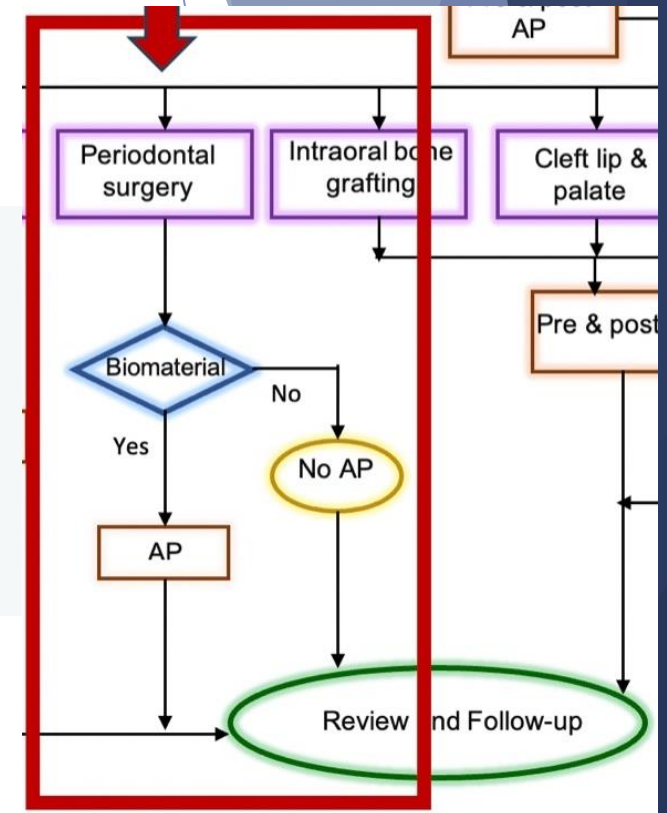 AP
Periodontal
surgery
Intraoral bone
grafting
Cleft lip &
palate
Pre & post
Biomaterial
No
Yes
No AP
AP
Review and Follow-up